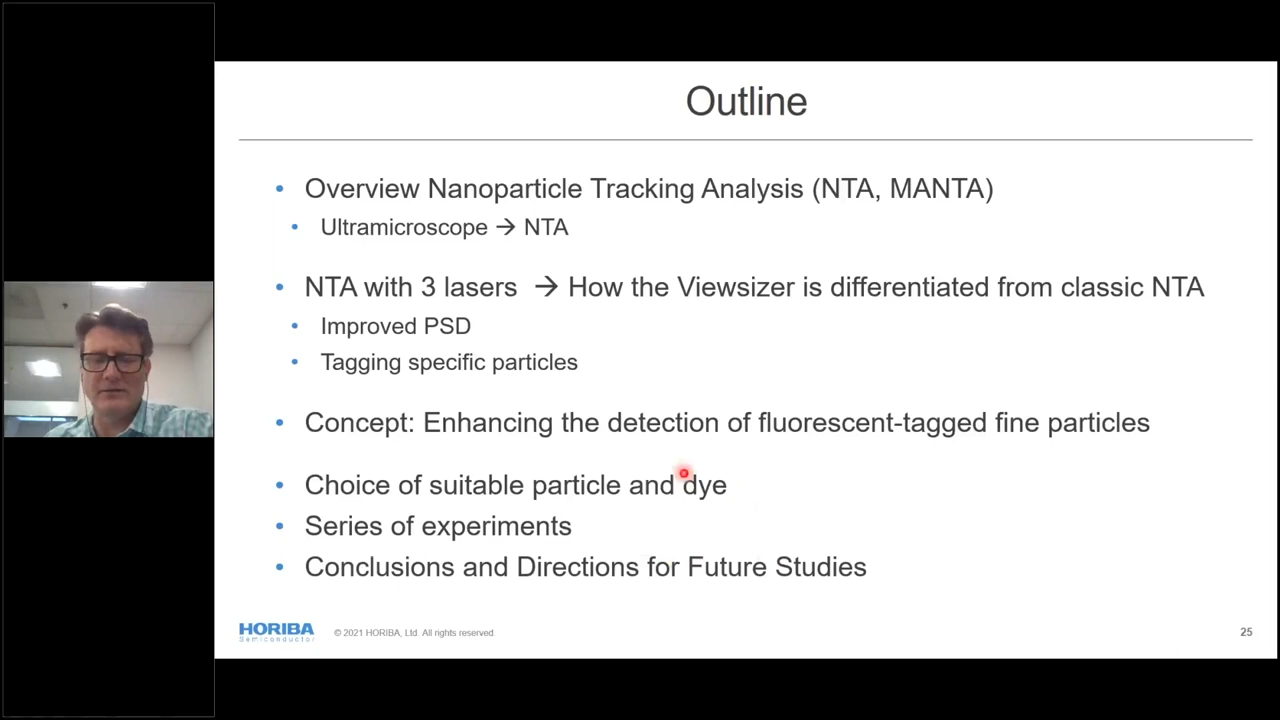 Outline
• Overview Nanoparticle Tracking Analysis (NTA, MANTA)
• Ultramicroscope → NTA
• NTA with 3 lasers → How the Viewsizer is differentiated from classic NTA
• Improved PSD
• Tagging specific particles
• Concept: Enhancing the detection of fluorescent-tagged fine particles
• Choice of suitable particle and dye
• Series of experiments
• Conclusions and Directions for Future Studies
HORIBA
Semiconductor
© 2021 HORIBA, Ltd. All rights reserved.
25